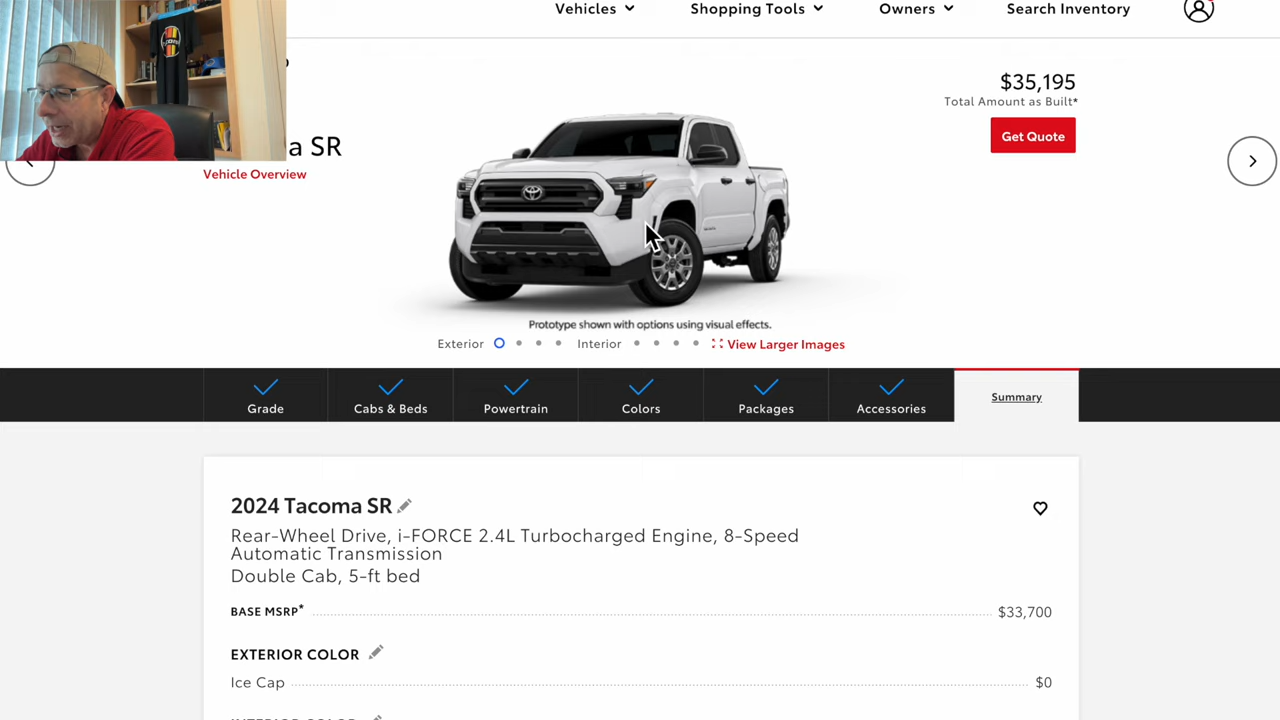 Vehicles
Shopping Tools
Owners
Search Inventory
$35,195
Total Amount as Built*
Get Quote
a SR
Vehicle Overview
Prototype shown with options using visual effects.
Exterior
Interior
View Larger Images
Grade
Cabs & Beds
Powertrain
Colors
Packages
Accessories
Summary
2024 Tacoma SR
Rear-Wheel Drive, i-FORCE 2.4L Turbocharged Engine, 8-Speed
Automatic Transmission
Double Cab, 5-ft bed
BASE MSRP* $33,700
EXTERIOR COLOR
Ice Cap $0